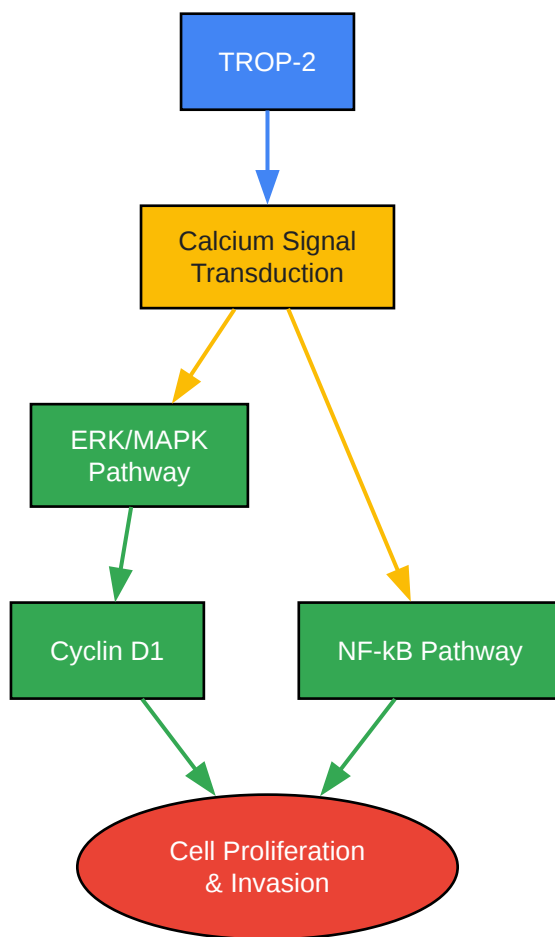 TROP-2
Calcium Signal
Transduction
ERK/MAPK
Pathway
Cyclin D1
NF-kB Pathway
Cell Proliferation
& Invasion